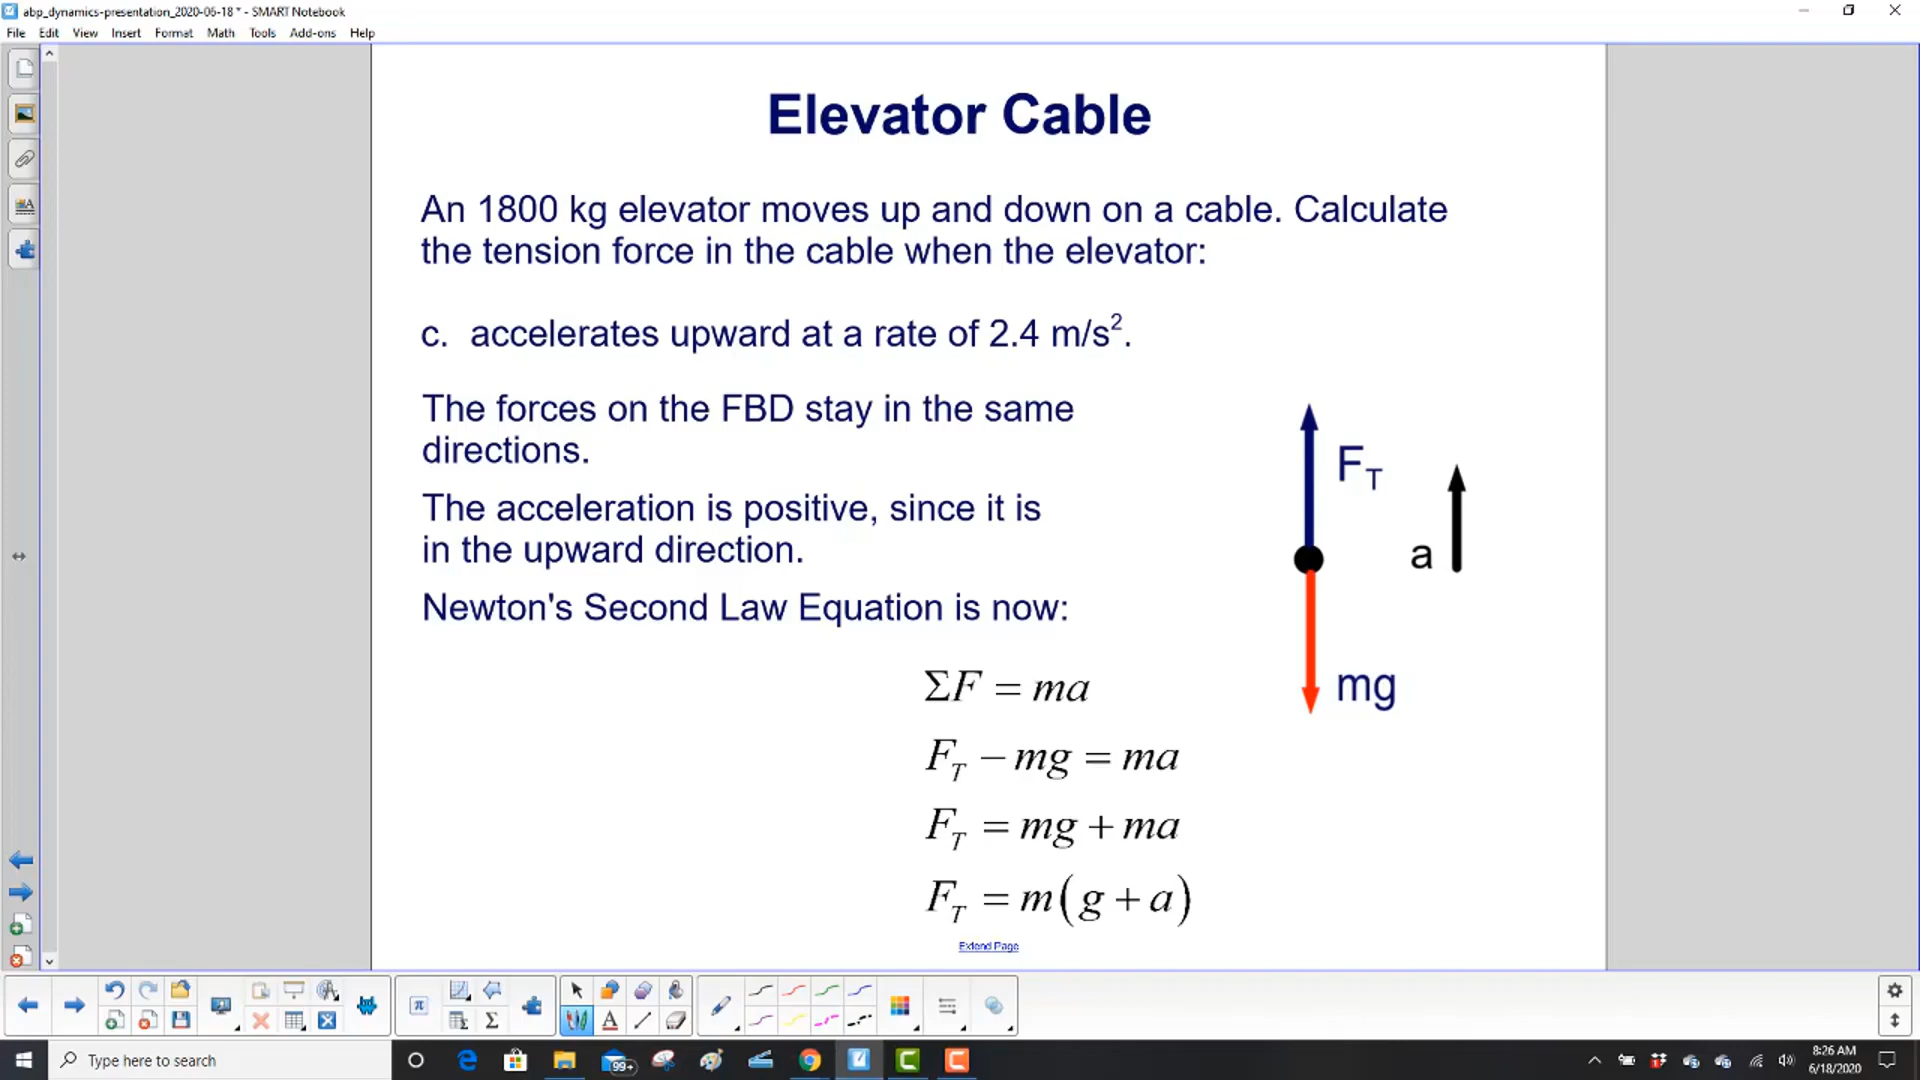 abp_dynamics-presentation_2020-06-18 * - SMART Notebook
File Edit View Insert Format Math Tools Add-ons Help
Elevator Cable
An 1800 kg elevator moves up and down on a cable. Calculate
the tension force in the cable when the elevator:
c. accelerates upward at a rate of 2.4 m/s².
The forces on the FBD stay in the same
directions.
The acceleration is positive, since it is
in the upward direction.
Newton's Second Law Equation is now:
F_T
a
mg
ΣF = ma
F_T − mg = ma
F_T = mg + ma
F_T = m(g + a)
Extend Page
π
Σ
A
Type here to search
99+
8:26 AM
6/18/2020